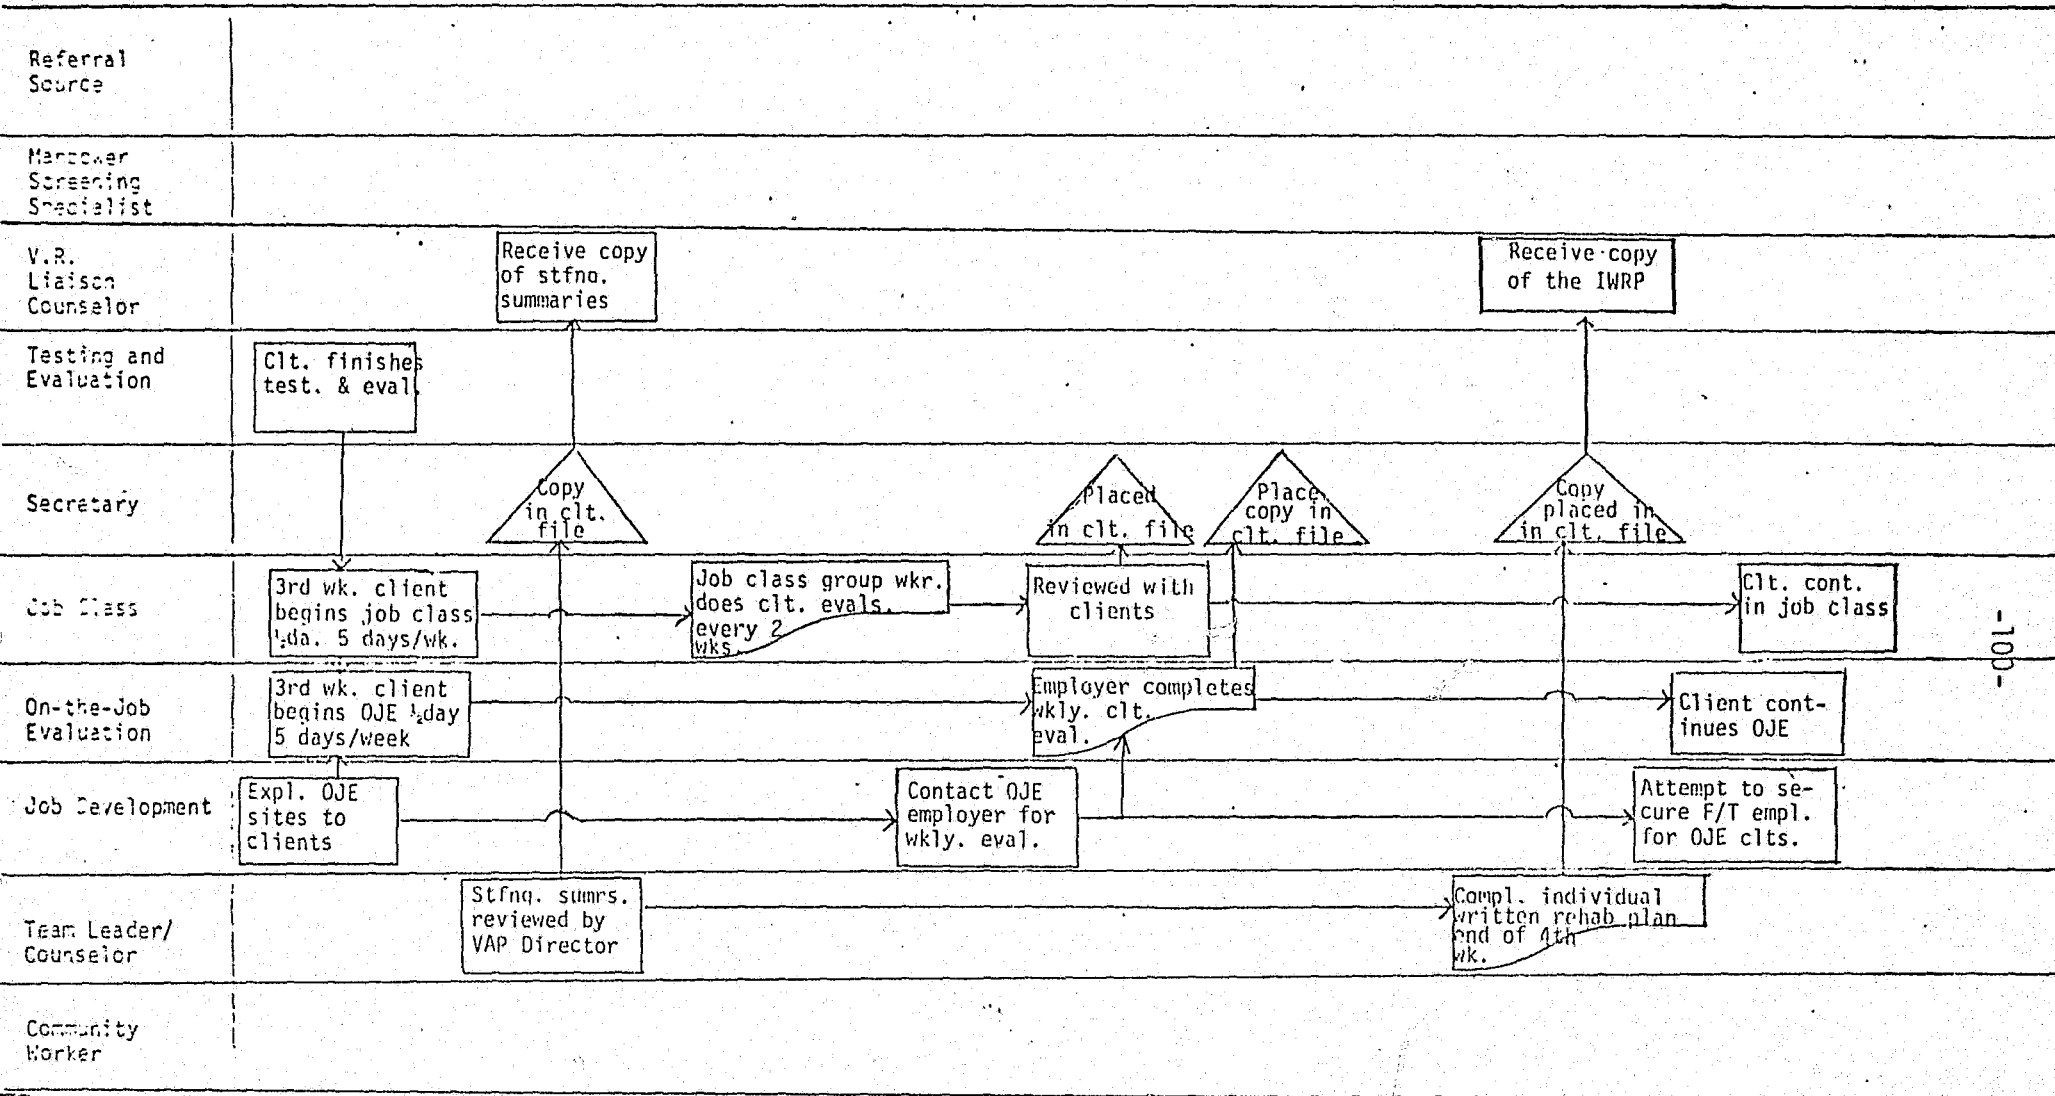 Referral
Source
Manpower
Screening
Specialist
V.R.
Liaison
Counselor
Receive copy
of stfng.
summaries
Receive copy
of the IWRP
Testing and
Evaluation
Clt. finishes
test. & eval.
Secretary
Copy
in clt.
file
Placed
in clt. file
Place
copy in
clt. file
Copy
placed in
in clt. file
Job Class
3rd wk. client
begins job class
½da. 5 days/wk.
Job class group wkr.
does clt. evals.
every 2
wks.
Reviewed with
clients
Clt. cont.
in job class
On-the-Job
Evaluation
3rd wk. client
begins OJE ½day
5 days/week
Employer completes
wkly. clt.
eval.
Client cont-
inues OJE
Job Development
Expl. OJE
sites to
clients
Contact OJE
employer for
wkly. eval.
Attempt to se-
cure F/T empl.
for OJE clts.
Team Leader/
Counselor
Stfng. sumrs.
reviewed by
VAP Director
Compl. individual
written rehab plan
end of 4th
wk.
Community
Worker
-100-